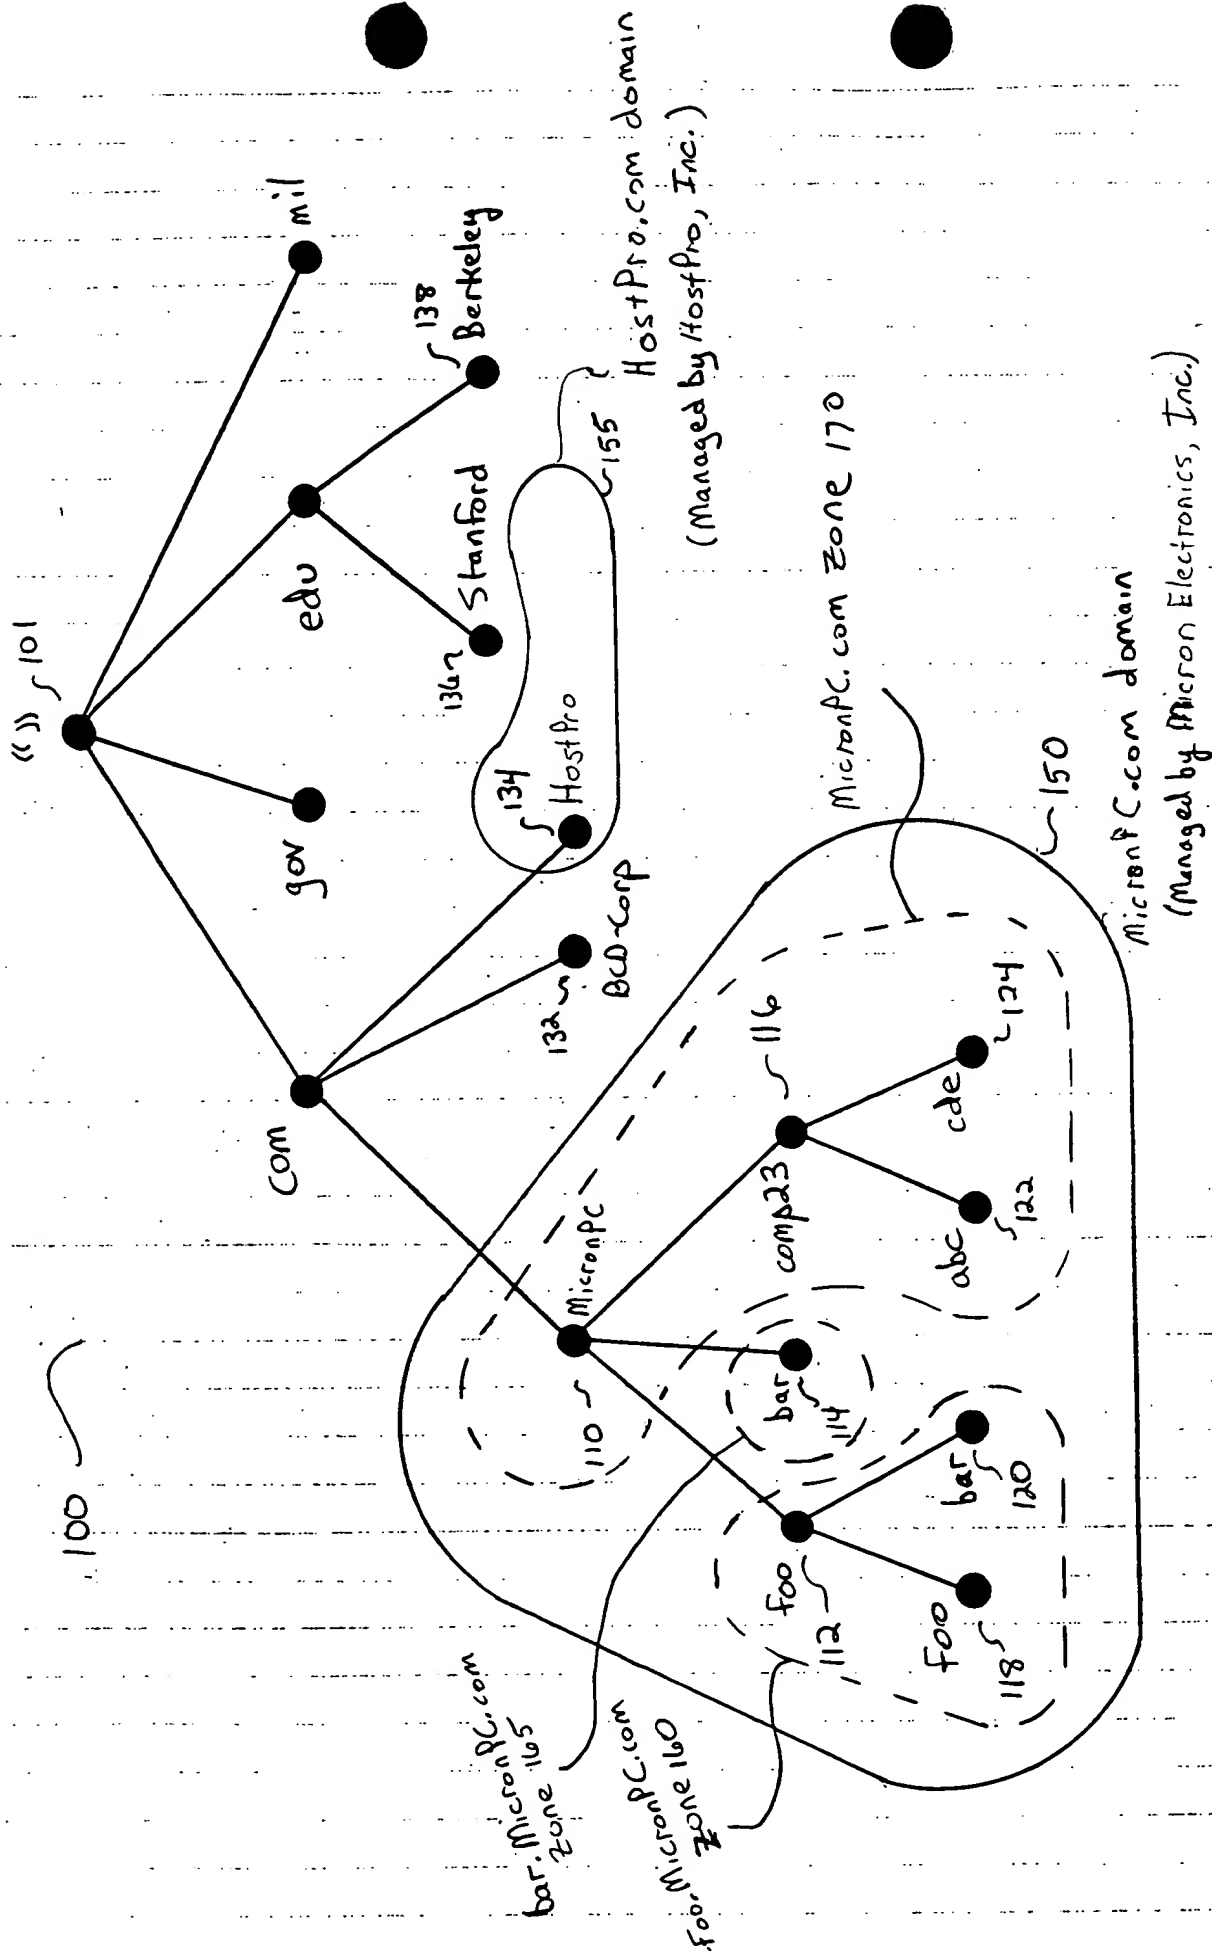 100
“ ” 101
com
gov
edu
mil
132
BCD-Corp
134
HostPro
136
Stanford
138
Berkeley
155
HostPro.com domain
(Managed by HostPro, Inc.)
MicronPC
110
bar.MicronPC.com
zone 165
foo.MicronPC.com
zone 160
MicronPC.com zone 170
foo
112
bar
114
comp23
116
foo
118
bar
120
abc
122
cde
124
150
MicronPC.com domain
(Managed by Micron Electronics, Inc.)